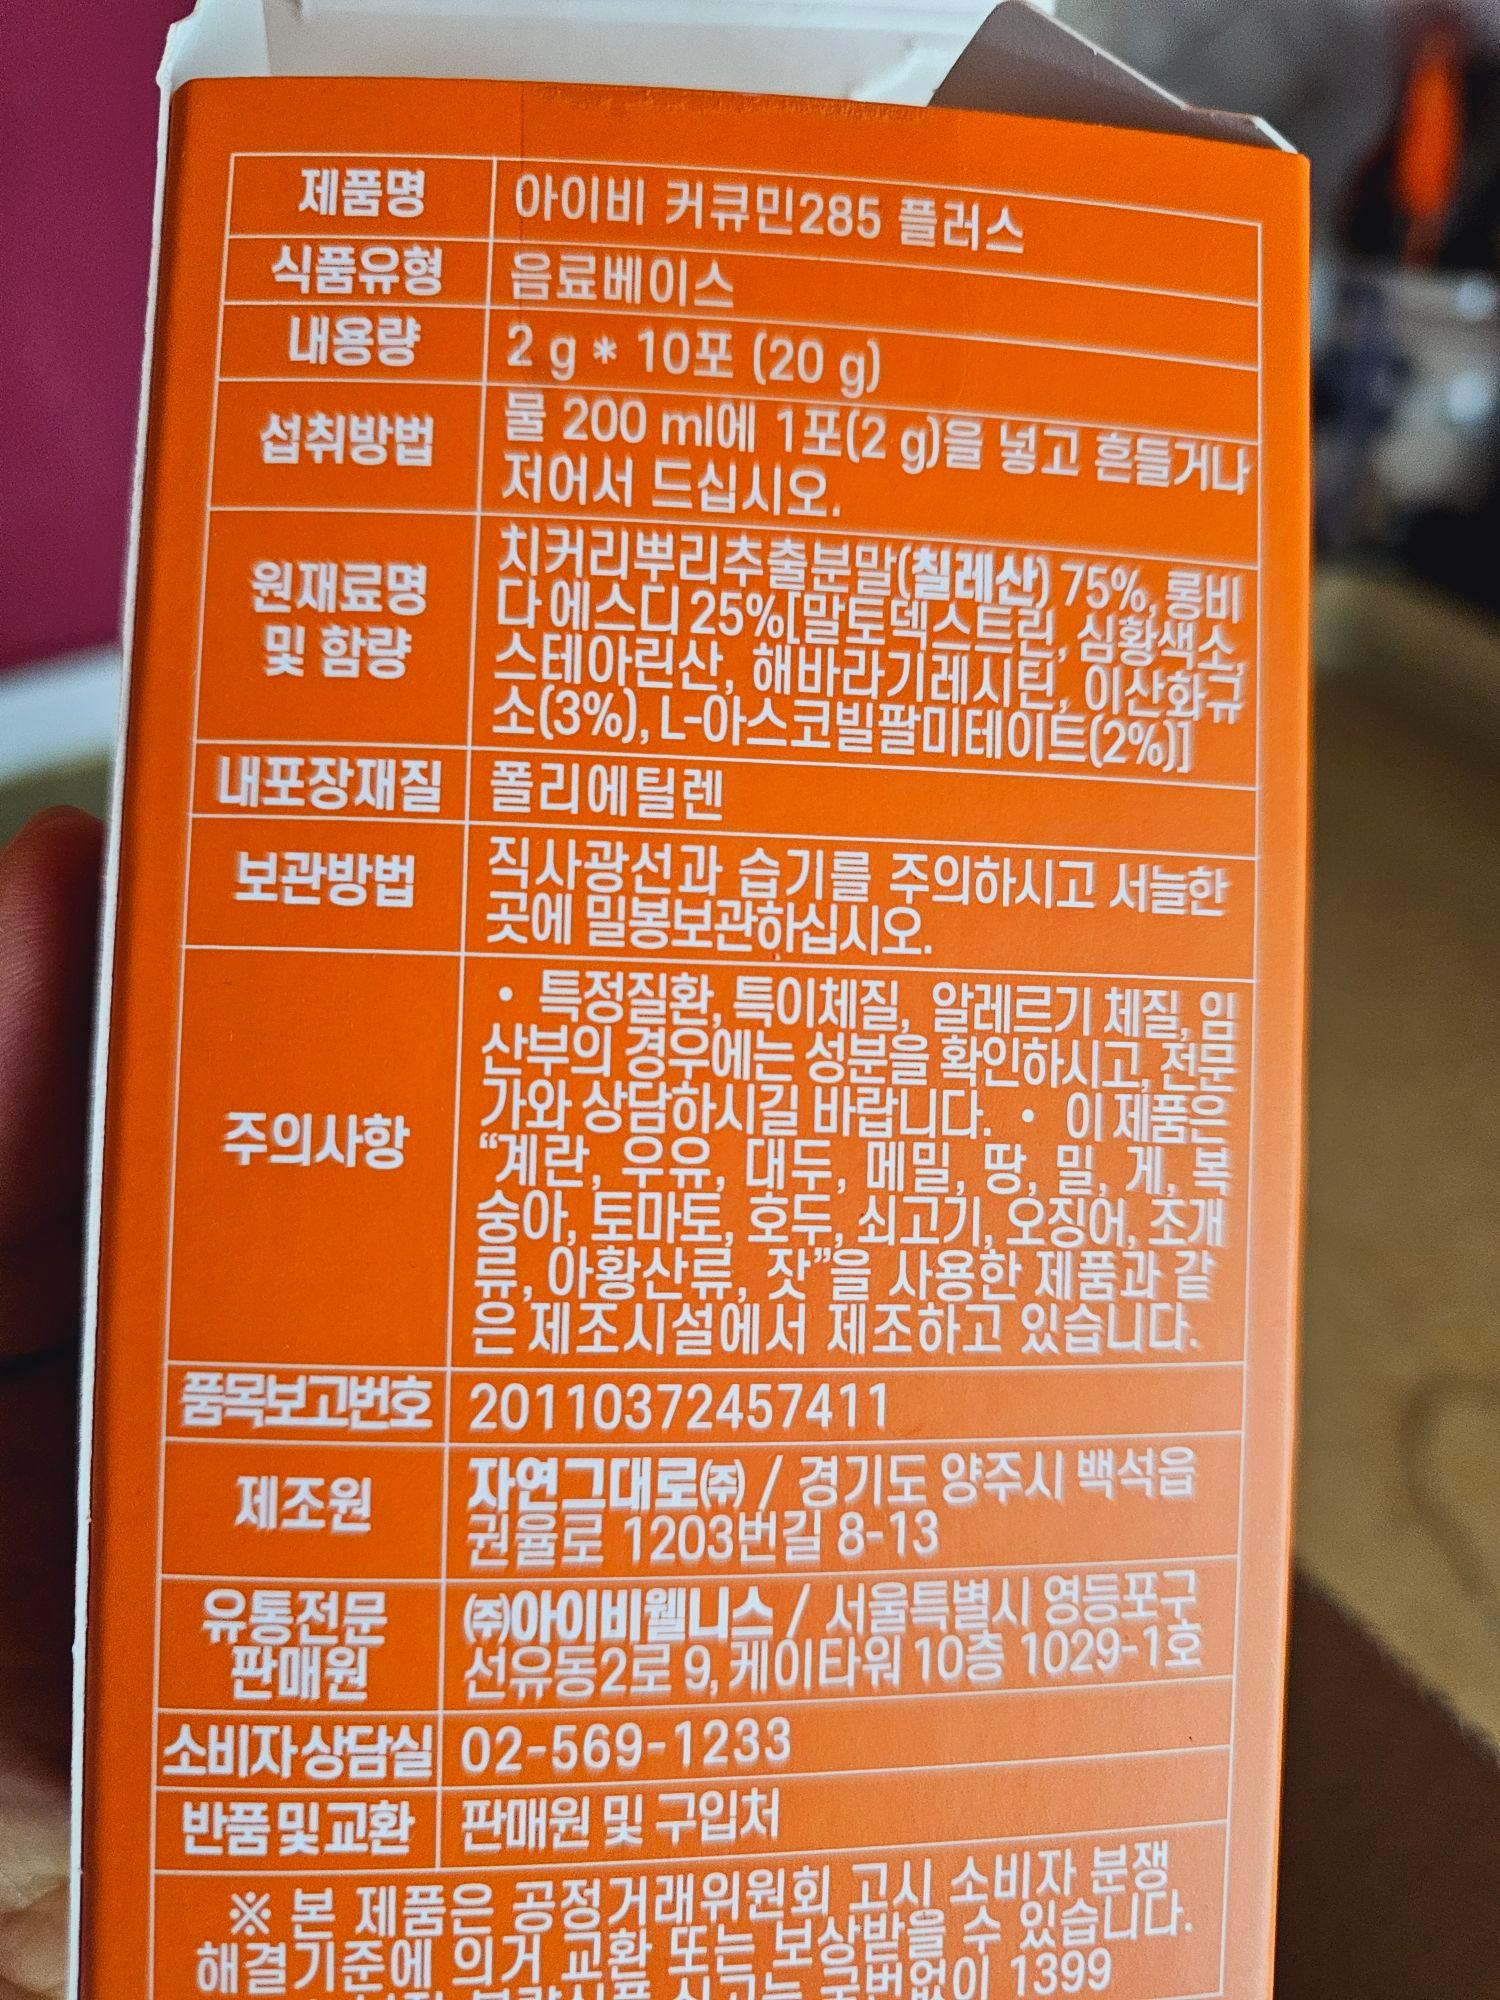 제품명 아이비 커큐민285 플러스
식품유형 음료베이스
내용량 2 g * 10포 (20 g)
섭취방법 물 200 ml에 1포(2 g)을 넣고 흔들거나
저어서 드십시오.
원재료명
및 함량
치커리뿌리추출분말(칠레산) 75%, 롱비
다 에스디 25%[말토덱스트린, 심황색소,
스테아린산, 해바라기레시틴, 이산화규
소(3%), L-아스코빌팔미테이트(2%)]
내포장재질 폴리에틸렌
보관방법 직사광선과 습기를 주의하시고 서늘한
곳에 밀봉보관하십시오.
주의사항
• 특정질환, 특이체질, 알레르기 체질, 임
산부의 경우에는 성분을 확인하시고, 전문
가와 상담하시길 바랍니다. • 이 제품은
“계란, 우유, 대두, 메밀, 땅, 밀, 게, 복
숭아, 토마토, 호두, 쇠고기, 오징어, 조개
류, 아황산류, 잣”을 사용한 제품과 같
은 제조시설에서 제조하고 있습니다.
품목보고번호 20110372457411
제조원 자연그대로㈜ / 경기도 양주시 백석읍
권율로 1203번길 8-13
유통전문
판매원
㈜아이비웰니스 / 서울특별시 영등포구
선유동2로 9, 케이타워 10층 1029-1호
소비자상담실 02-569-1233
반품 및 교환 판매원 및 구입처
※ 본 제품은 공정거래위원회 고시 소비자 분쟁
해결기준에 의거 교환 또는 보상받을 수 있습니다.
국번없이 1399